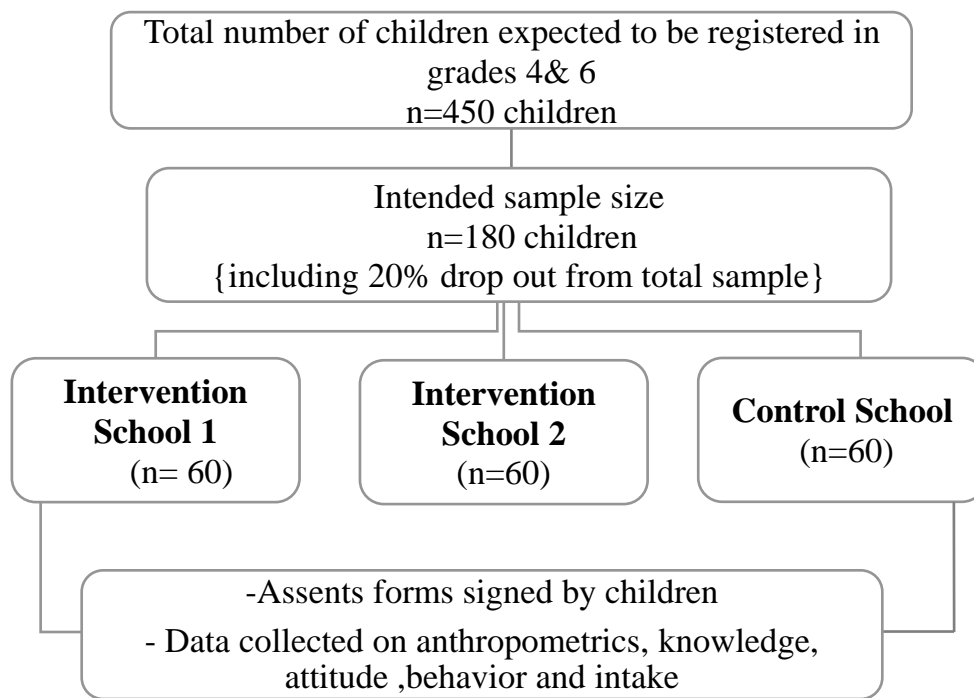 Total number of children expected to be registered in
grades 4& 6
n=450 children
Intended sample size
n=180 children
{including 20% drop out from total sample}
Intervention
School 1
(n= 60)
Intervention
School 2
(n=60)
Control School
(n=60)
-Assents forms signed by children
- Data collected on anthropometrics, knowledge,
attitude ,behavior and intake